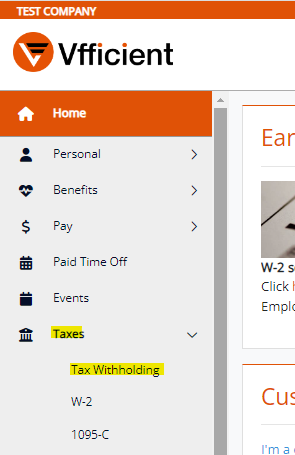 TEST COMPANY
Vfficient
Home
Personal
Benefits
Pay
Paid Time Off
Events
Taxes
Tax Withholding
W-2
1095-C
Ear
W-2 s
Click h
Emplo
Cus
I'm a